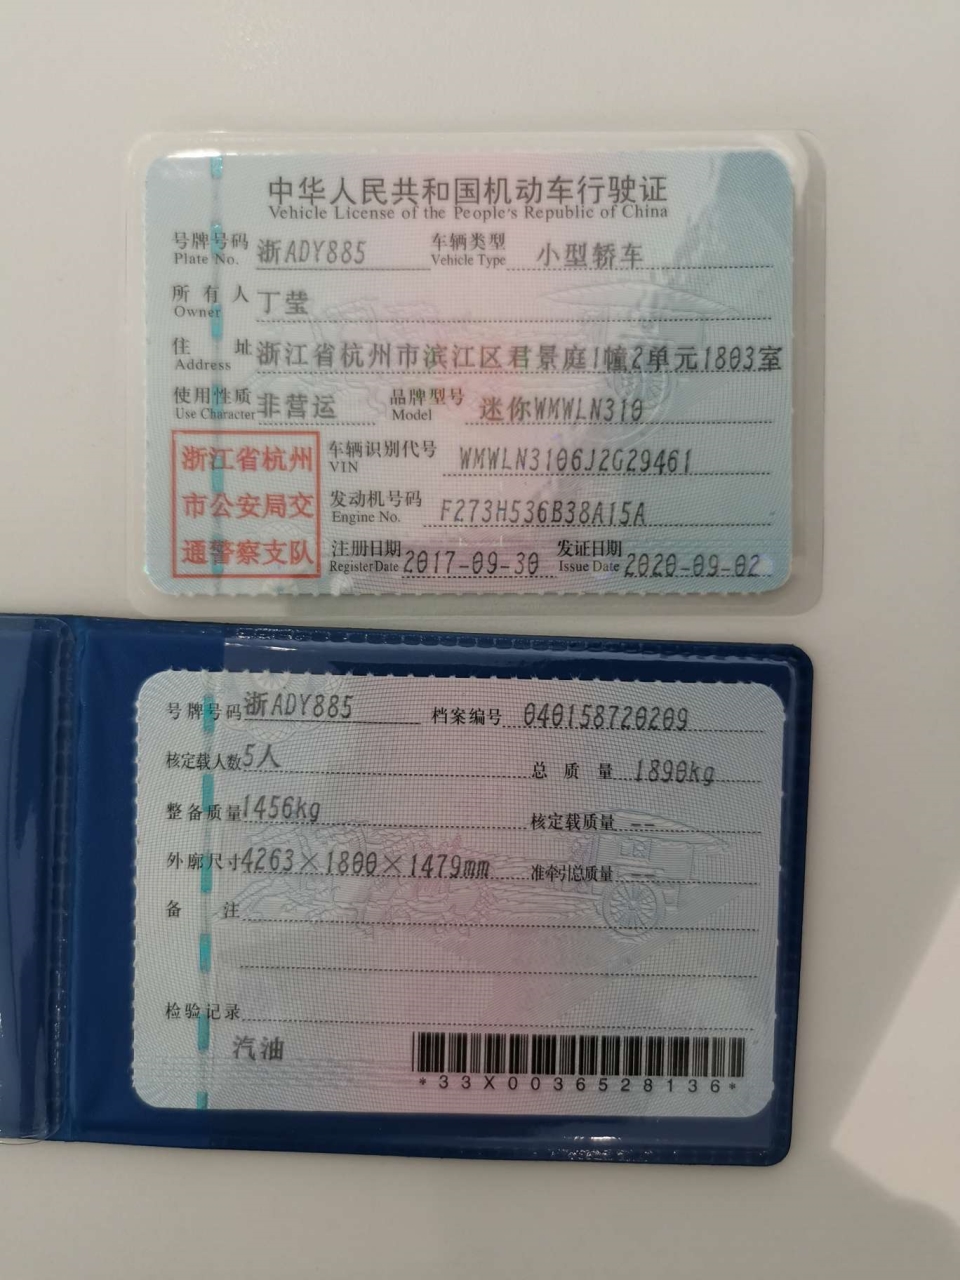 中华人民共和国机动车行驶证
Vehicle License of the People's Republic of China
号牌号码 浙ADY885 车辆类型 小型轿车
Plate No. Vehicle Type
所有人 丁莹
Owner
住址 浙江省杭州市滨江区君景庭1幢2单元1803室
Address
使用性质 非营运 品牌型号 迷你WMWLN310
Use Character Model
浙江省杭州
市公安局交
通警察支队
车辆识别代号 WMWLN3106J2G29461
VIN
发动机号码 F273H536B38A15A
Engine No.
注册日期 2017-09-30 发证日期 2020-09-02
Register Date Issue Date
号牌号码 浙ADY885 档案编号 040158720209
核定载人数 5人 总质量 1890kg
整备质量 1456kg 核定载质量 --
外廓尺寸 4263×1800×1479mm 准牵引总质量 --
备注
检验记录
汽油
*33X0036528136*